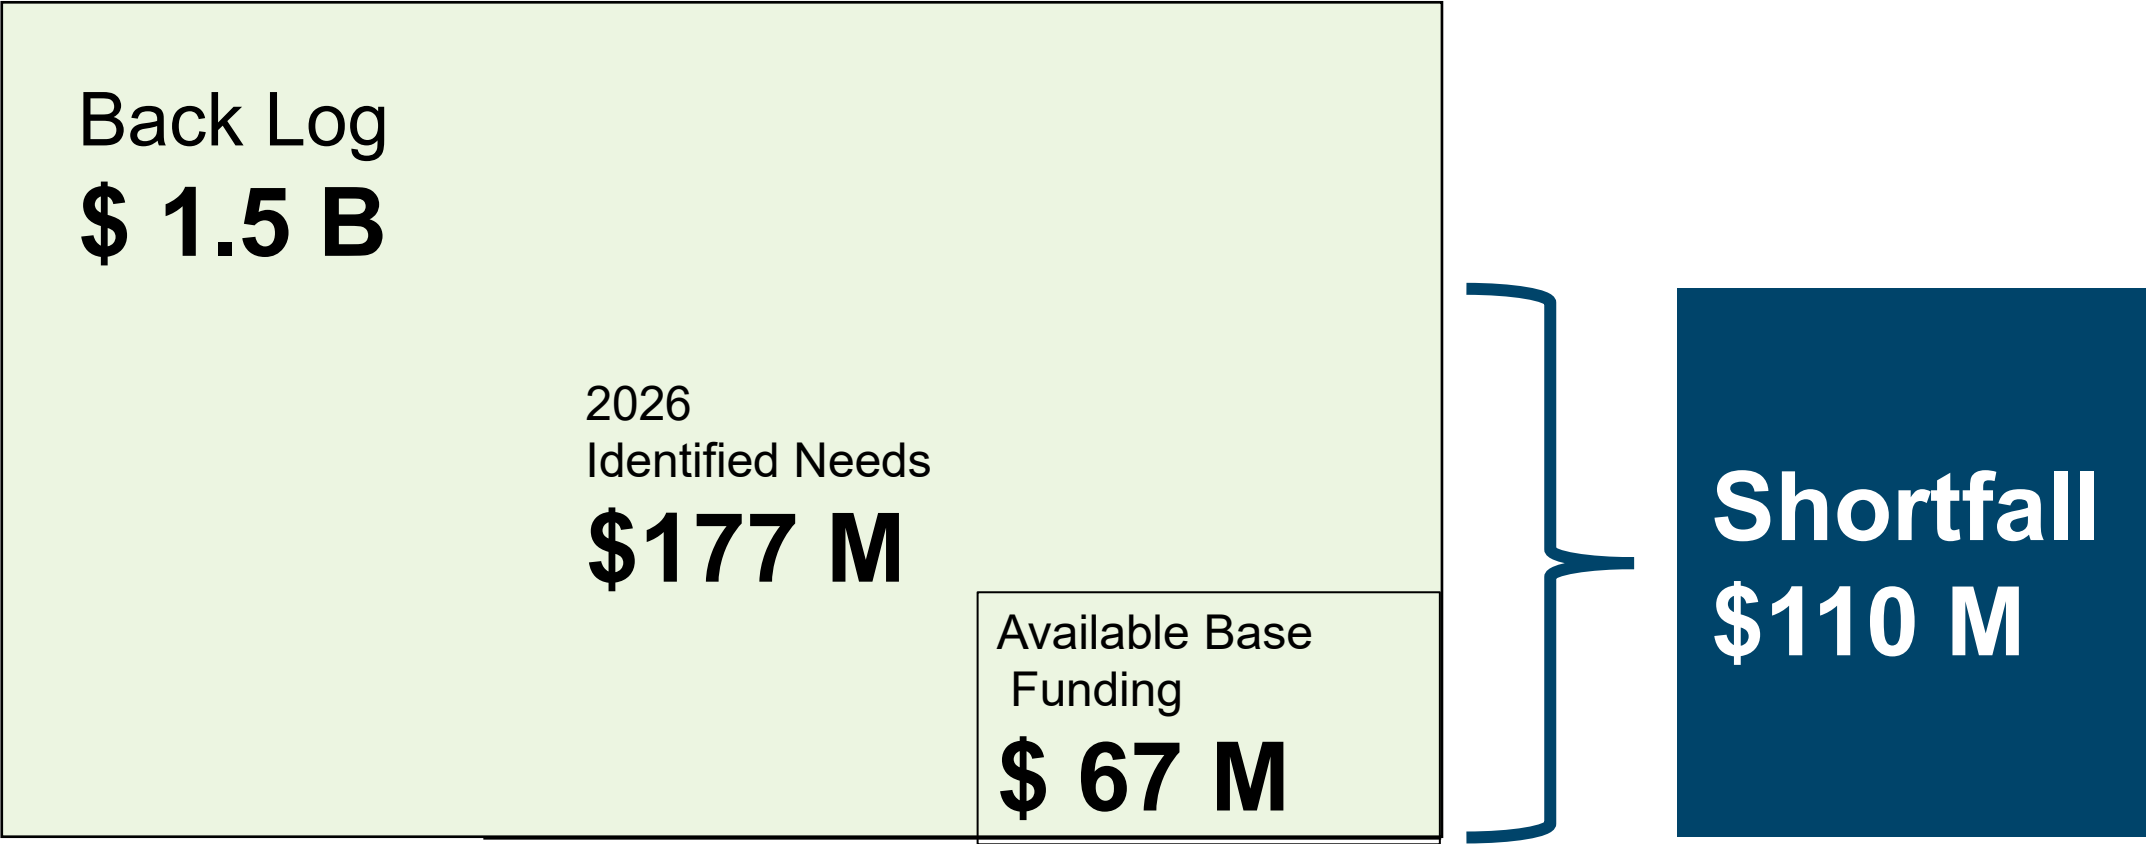 Back Log
$ 1.5 B
2026
Identified Needs
$177 M
Available Base
Funding
$ 67 M
Shortfall
$110 M